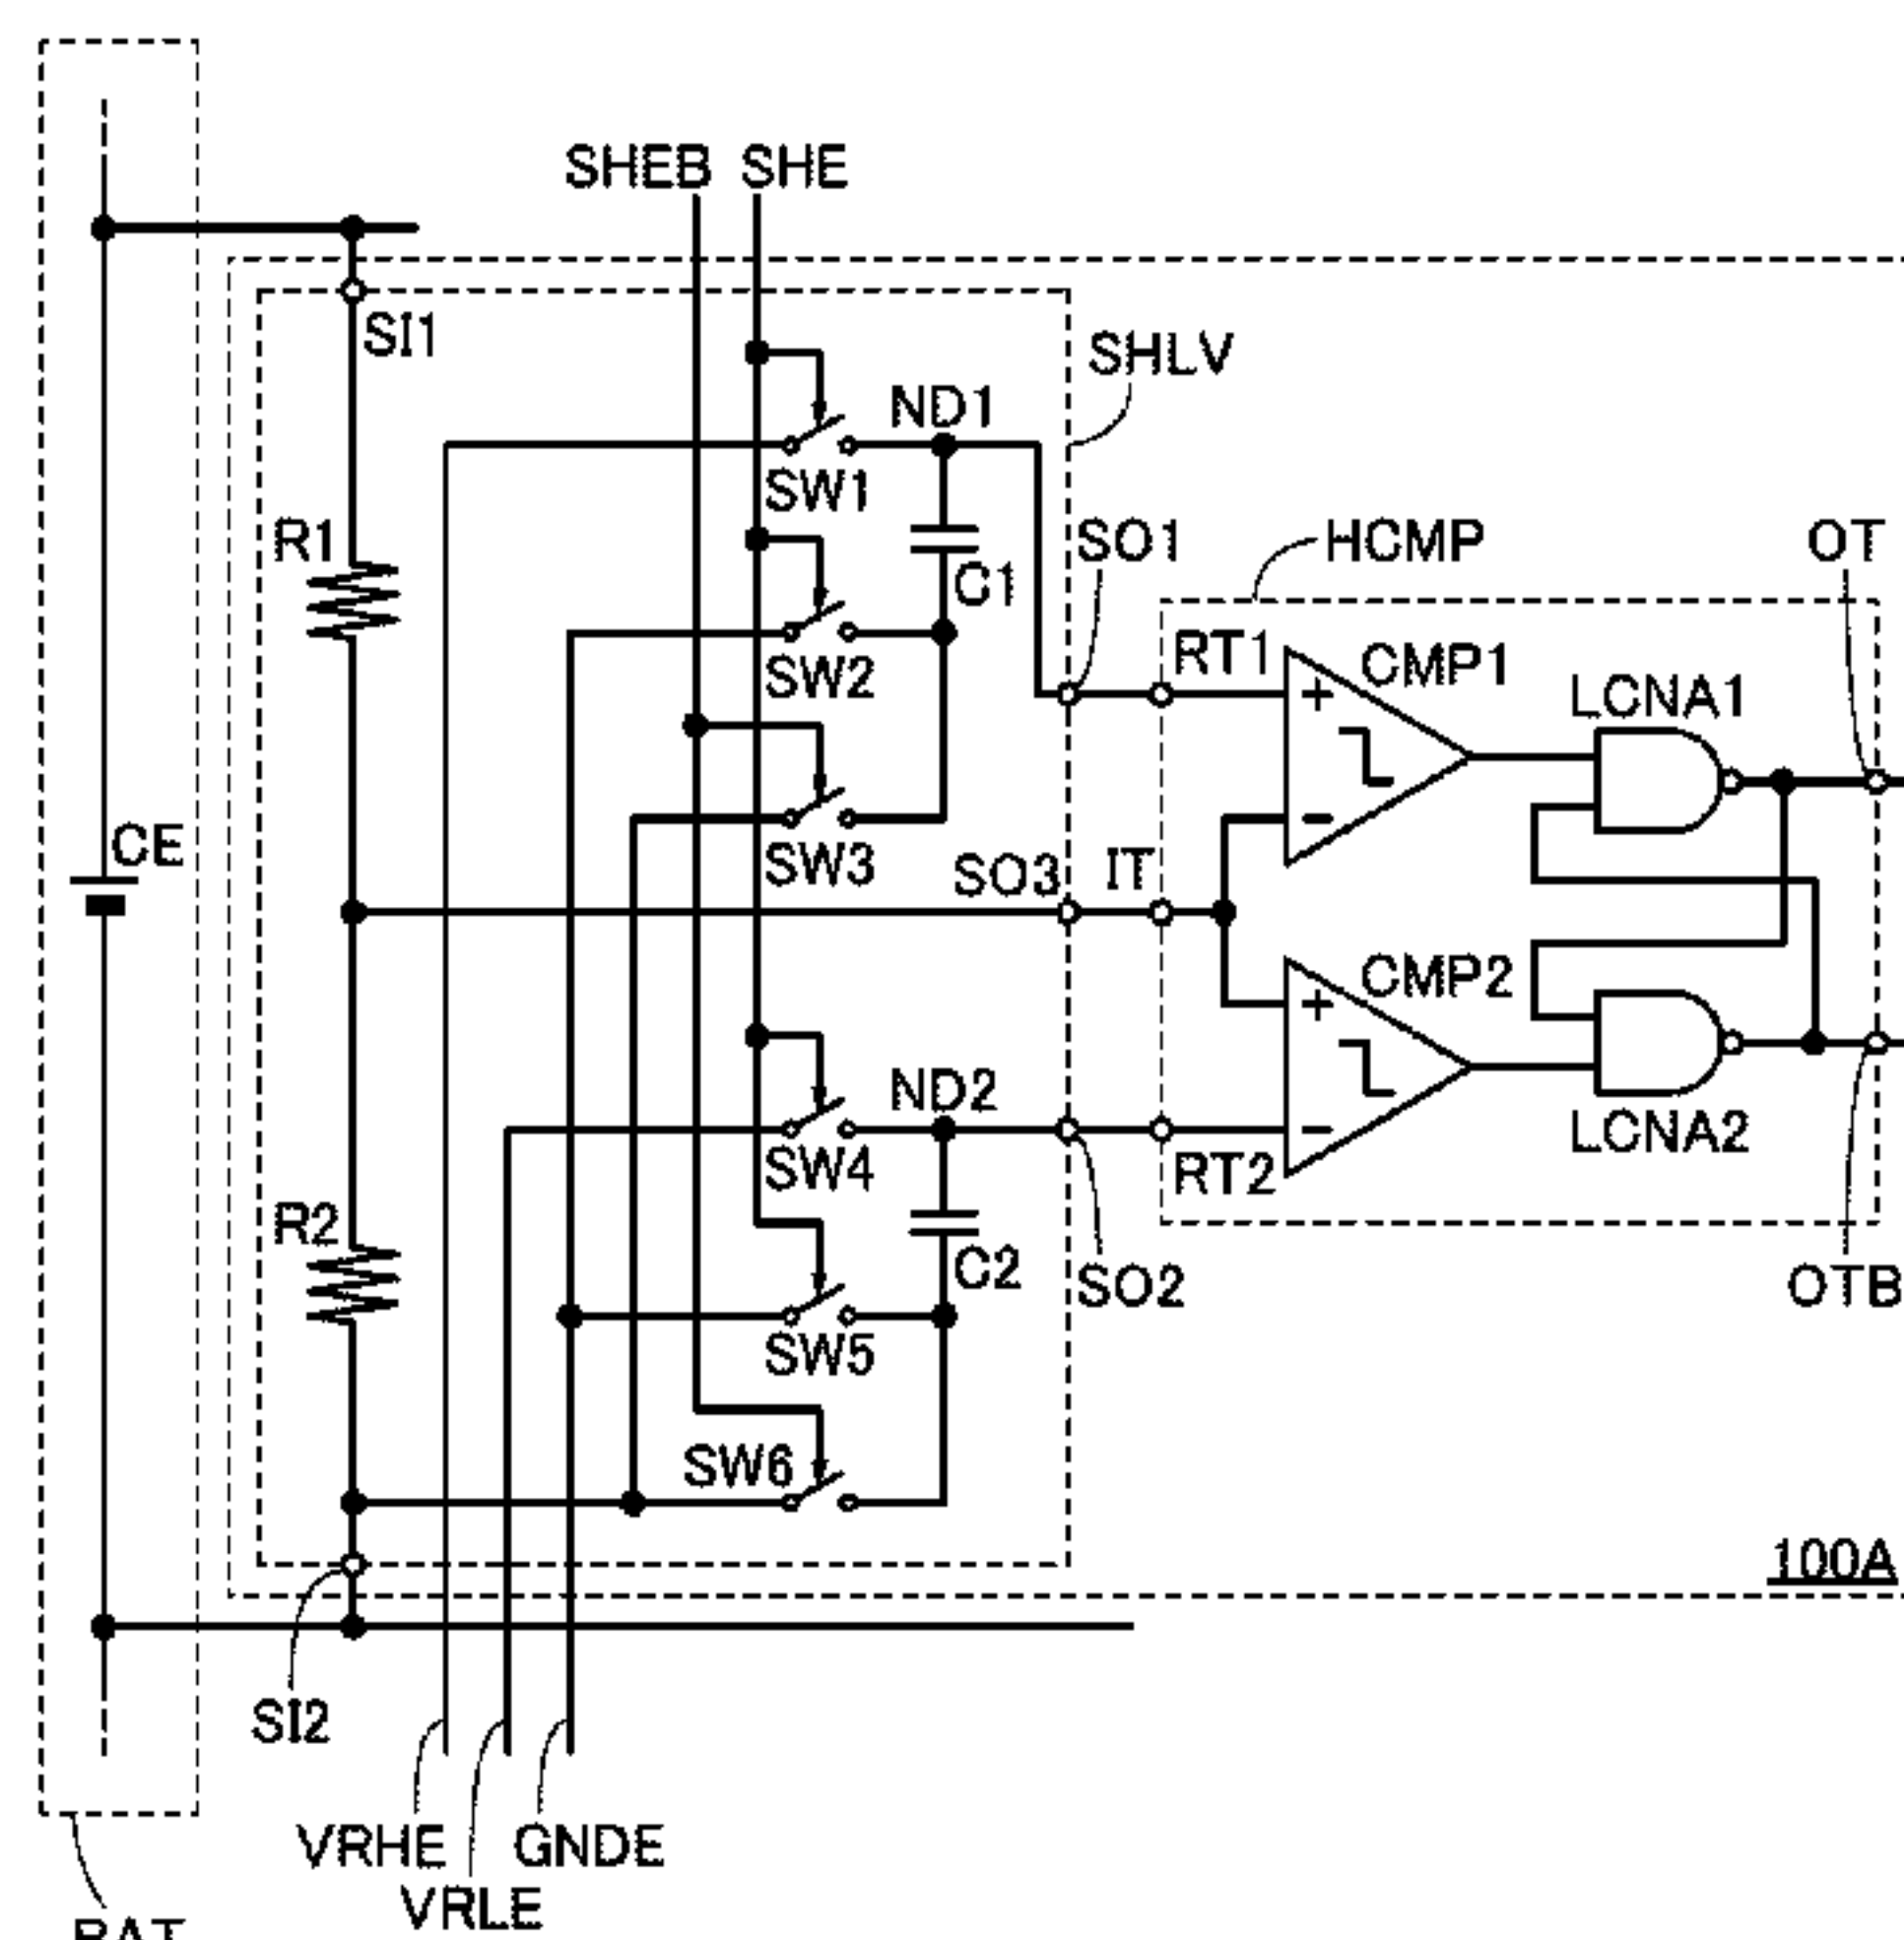 SHEB SHE
SI1
SHLV
ND1
SW1
R1
SO1
HCMP
OT
C1
RT1
CMP1
SW2
LCNA1
CE
SW3
SO3
IT
CMP2
ND2
LCNA2
SW4
RT2
R2
C2
SO2
OTB
SW5
SW6
100A
SI2
VRHE
GNDE
VRLE
BAT